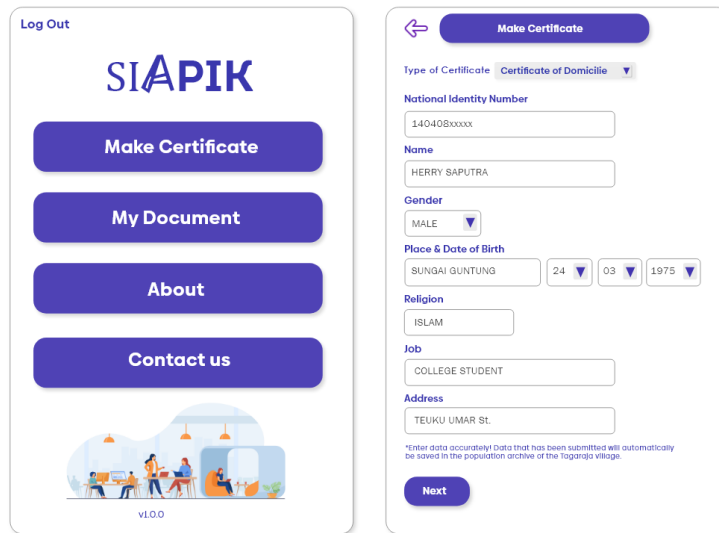 Log Out
SIAPIK
Make Certificate
My Document
About
Contact us
v1.0.0
Make Certificate
Type of Certificate Certificate of Domicilie ▼
National Identity Number
140408xxxxx
Name
HERRY SAPUTRA
Gender
MALE ▼
Place & Date of Birth
SUNGAI GUNTUNG 24 ▼ 03 ▼ 1975 ▼
Religion
ISLAM
Job
COLLEGE STUDENT
Address
TEUKU UMAR St.
*Enter data accurately! Data that has been submitted will automatically
be saved in the population archive of the Tagaraja village.
Next